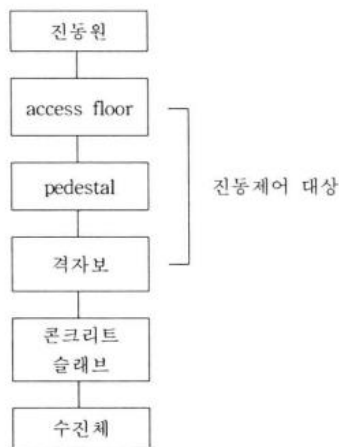 진동원
access floor
pedestal
진동제어 대상
격자보
콘크리트
슬래브
수진체